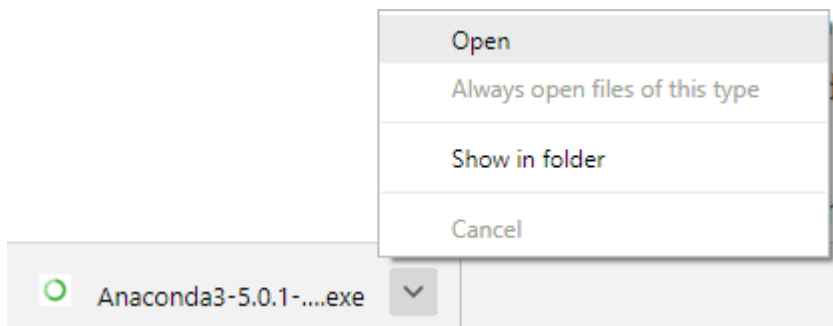 Open
Always open files of this type
Show in folder
Cancel
Anaconda3-5.0.1-....exe